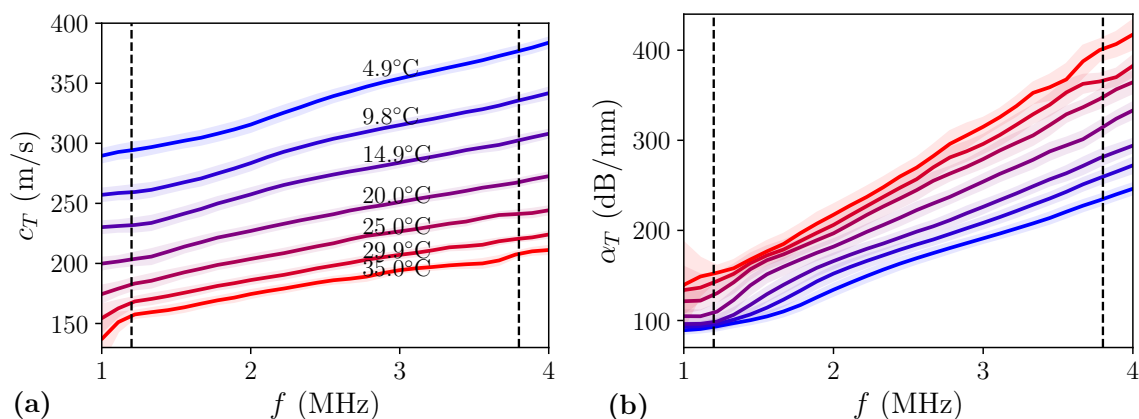 400
350
300
250
200
150
c_T (m/s)
4.9°C
9.8°C
14.9°C
20.0°C
25.0°C
29.9°C
35.0°C
1 2 3 4
(a) f (MHz)
400
300
200
100
α_T (dB/mm)
1 2 3 4
(b) f (MHz)